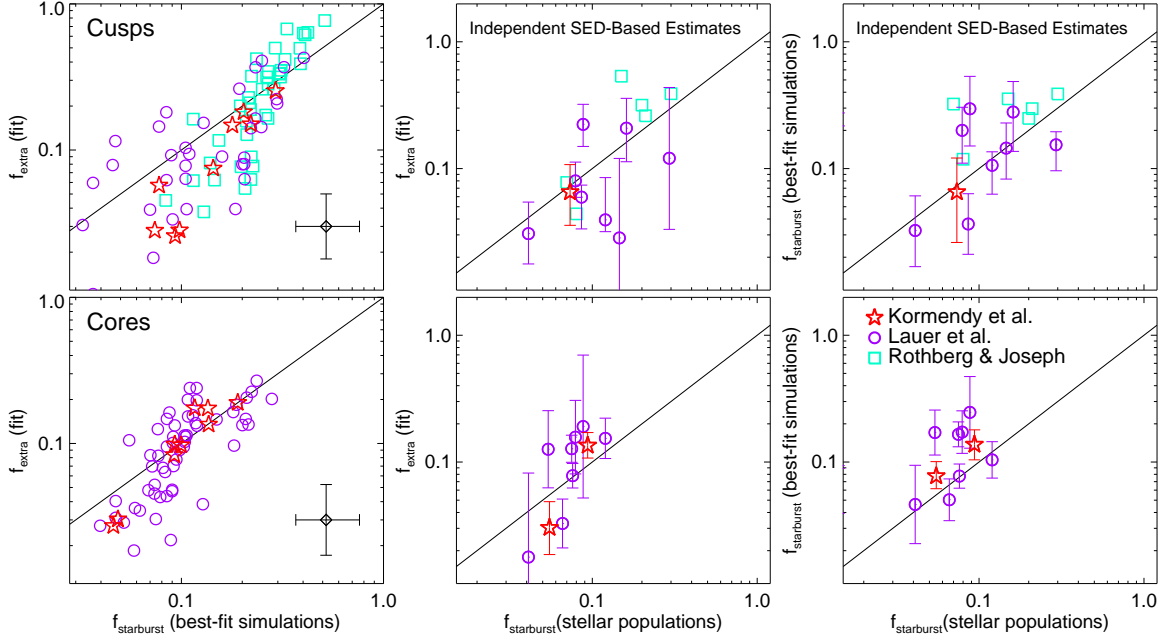 Cusps
1.0
0.1
f_extra (fit)
Independent SED-Based Estimates
1.0
0.1
f_extra (fit)
Independent SED-Based Estimates
1.0
0.1
f_starburst (best-fit simulations)
Cores
1.0
0.1
f_extra (fit)
0.1
1.0
f_starburst (best-fit simulations)
1.0
0.1
f_extra (fit)
0.1
1.0
f_starburst(stellar populations)
Kormendy et al.
Lauer et al.
Rothberg & Joseph
1.0
0.1
f_starburst (best-fit simulations)
0.1
1.0
f_starburst(stellar populations)